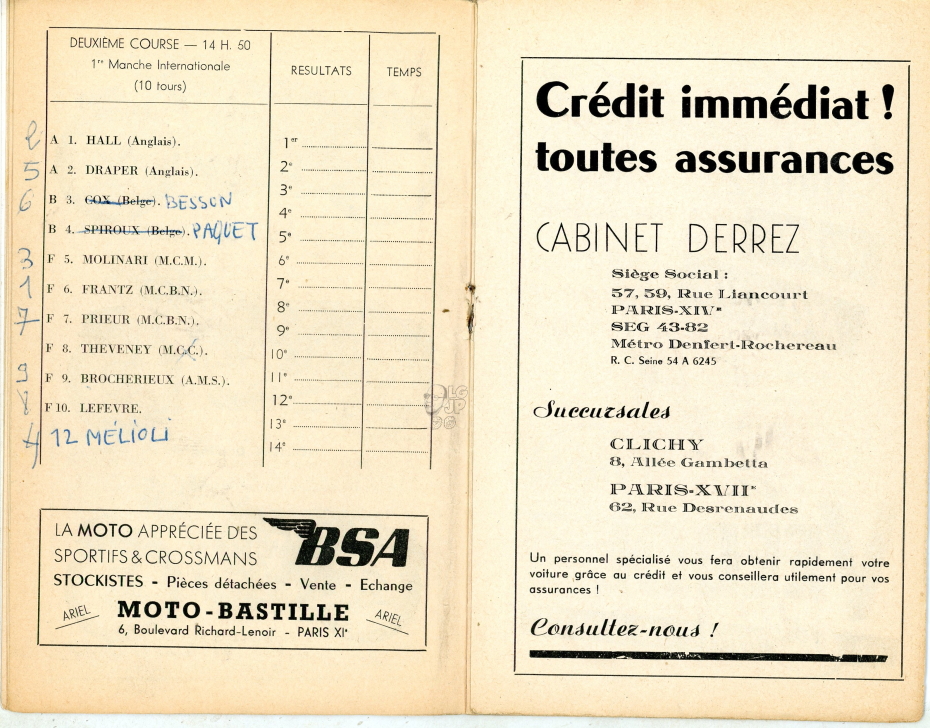 DEUXIÈME COURSE — 14 H. 50
1re Manche Internationale
(10 tours)
RESULTATS
TEMPS
2 A 1. HALL (Anglais).
5 A 2. DRAPER (Anglais).
6 B 3. COX (Belge). BESSON
B 4. SPIROUX (Belge). PAQUET
3 F 5. MOLINARI (M.C.M.).
1 F 6. FRANTZ (M.C.B.N.).
7 F 7. PRIEUR (M.C.B.N.).
F 8. THEVENEY (M.C.C.).
9 F 9. BROCHERIEUX (A.M.S.).
8 F 10. LEFEVRE.
4 12 MÉLIOLI
1er
2e
3e
4e
5e
6e
7e
8e
9e
10e
11e
12e
13e
14e
LG
JP
LA MOTO APPRÉCIÉE DES
SPORTIFS & CROSSMANS
BSA
STOCKISTES - Pièces détachées - Vente - Echange
ARIEL MOTO-BASTILLE ARIEL
6, Boulevard Richard-Lenoir - PARIS XIe
Crédit immédiat !
toutes assurances
CABINET DERREZ
Siège Social :
57, 59, Rue Liancourt
PARIS-XIVe
SEG 43-82
Métro Denfert-Rochereau
R. C. Seine 54 A 6245
Succursales
CLICHY
8, Allée Gambetta
PARIS-XVIIe
62, Rue Desrenaudes
Un personnel spécialisé vous fera obtenir rapidement votre
voiture grâce au crédit et vous conseillera utilement pour vos
assurances !
Consultez-nous !